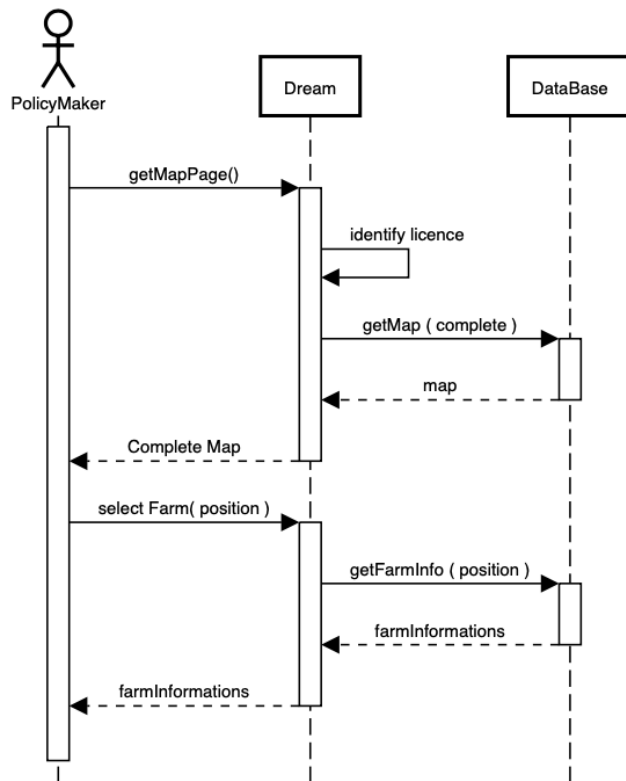 PolicyMaker
Dream
DataBase
getMapPage()
identify licence
getMap ( complete )
map
Complete Map
select Farm( position )
getFarmInfo ( position )
farmInformations
farmInformations